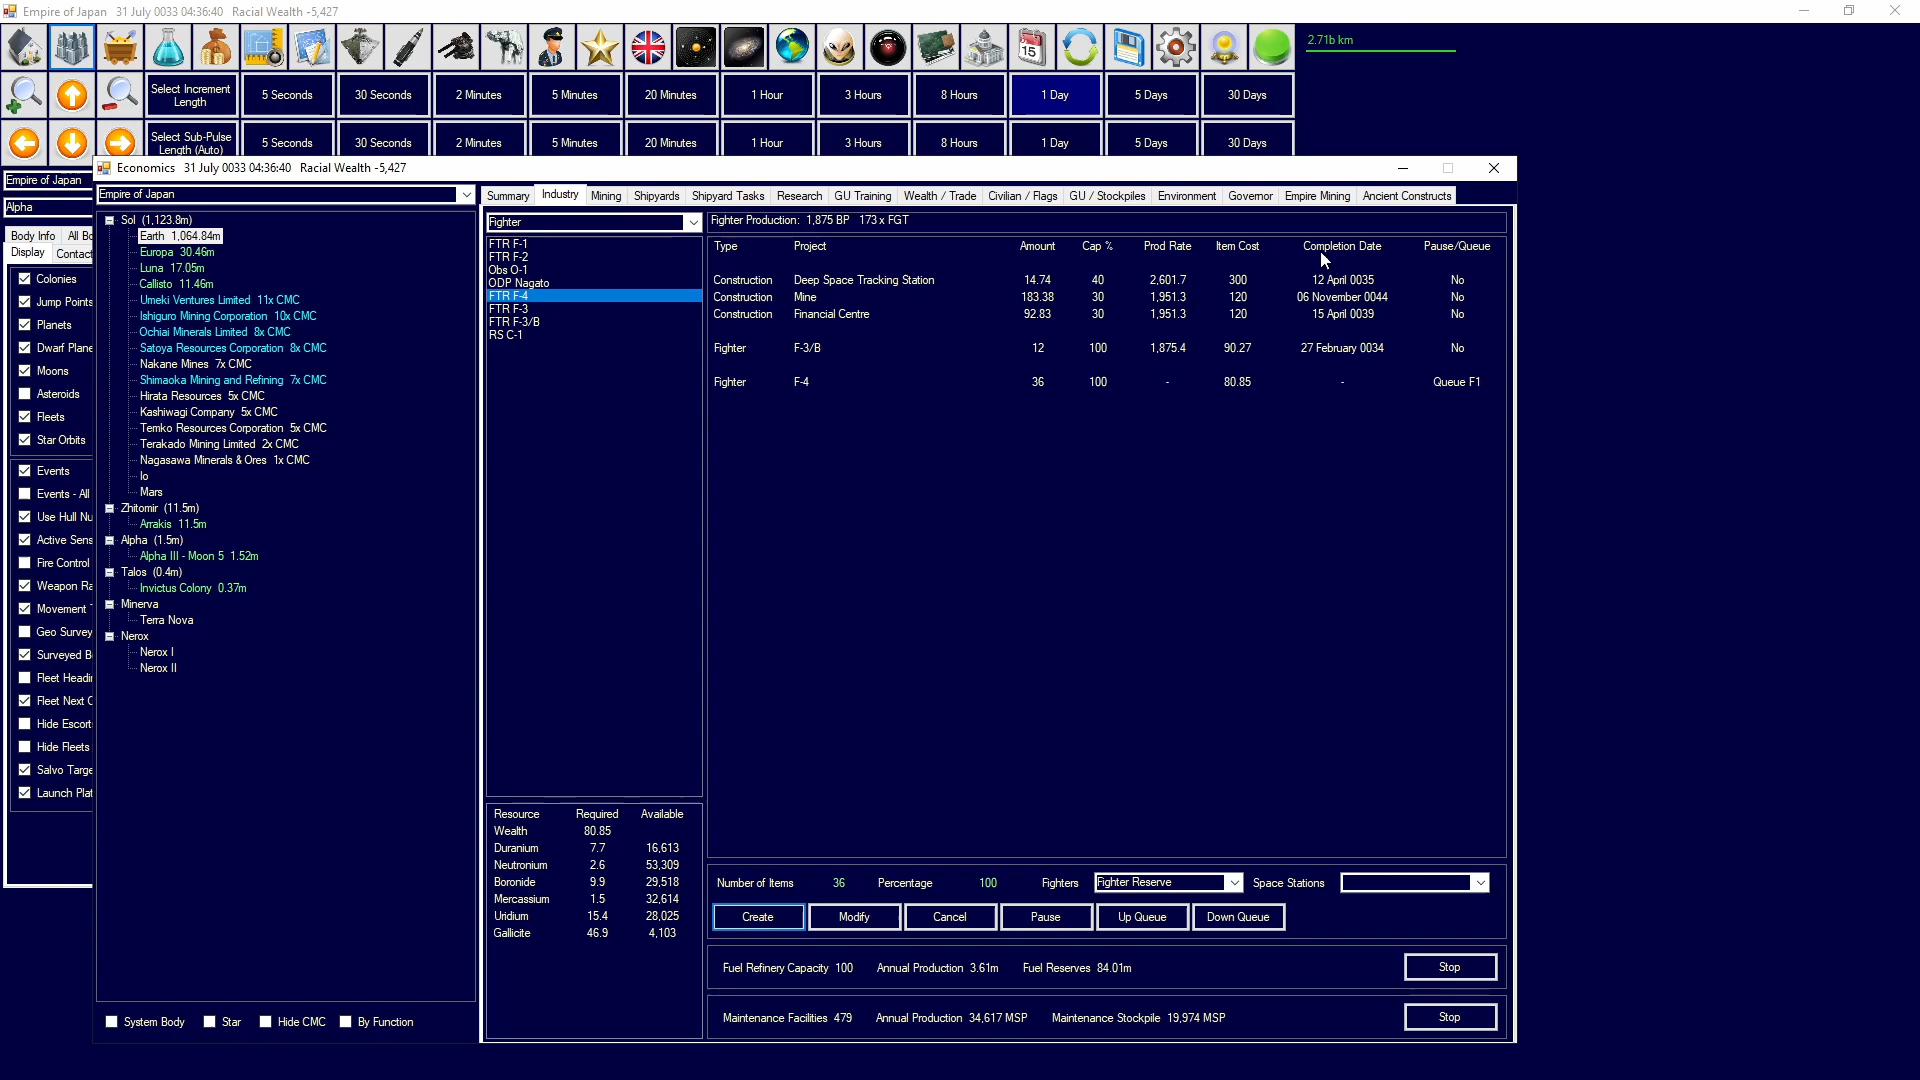 Empire of Japan 31 July 0033 04:36:40 Racial Wealth -5,427
2.71b km
15
Select Increment Length 5 Seconds 30 Seconds 2 Minutes 5 Minutes 20 Minutes 1 Hour 3 Hours 8 Hours 1 Day 5 Days 30 Days
Select Sub-Pulse Length (Auto) 5 Seconds 30 Seconds 2 Minutes 5 Minutes 20 Minutes 1 Hour 3 Hours 8 Hours 1 Day 5 Days 30 Days
Empire of Japan
Alpha
Body Info All Bo
Display Contact
Colonies
Jump Points
Planets
Dwarf Plane
Moons
Asteroids
Fleets
Star Orbits
Events
Events - All
Use Hull Nu
Active Sens
Fire Control
Weapon Ra
Movement
Geo Survey
Surveyed B
Fleet Headi
Fleet Next C
Hide Escort
Hide Fleets
Salvo Targe
Launch Plat
Economics 31 July 0033 04:36:40 Racial Wealth -5,427
Empire of Japan
Summary Industry Mining Shipyards Shipyard Tasks Research GU Training Wealth / Trade Civilian / Flags GU / Stockpiles Environment Governor Empire Mining Ancient Constructs
Sol (1,123.8m)
Earth 1,064.84m
Europa 30.46m
Luna 17.05m
Callisto 11.46m
Umeki Ventures Limited 11x CMC
Ishiguro Mining Corporation 10x CMC
Ochiai Minerals Limited 8x CMC
Satoya Resources Corporation 8x CMC
Nakane Mines 7x CMC
Shimaoka Mining and Refining 7x CMC
Hirata Resources 5x CMC
Kashiwagi Company 5x CMC
Temko Resources Corporation 5x CMC
Terakado Mining Limited 2x CMC
Nagasawa Minerals & Ores 1x CMC
Io
Mars
Zhitomir (11.5m)
Arrakis 11.5m
Alpha (1.5m)
Alpha III - Moon 5 1.52m
Talos (0.4m)
Invictus Colony 0.37m
Minerva
Terra Nova
Nerox
Nerox I
Nerox II
System Body Star Hide CMC By Function
Fighter
FTR F-1
FTR F-2
Obs O-1
ODP Nagato
FTR F-4
FTR F-3
FTR F-3/B
RS C-1
Resource Required Available
Wealth 80.85
Duranium 7.7 16,613
Neutronium 2.6 53,309
Boronide 9.9 29,518
Mercassium 1.5 32,614
Uridium 15.4 28,025
Gallicite 46.9 4,103
Fighter Production: 1,875 BP 173 x FGT
Type Project Amount Cap % Prod Rate Item Cost Completion Date Pause/Queue
Construction Deep Space Tracking Station 14.74 40 2,601.7 300 12 April 0035 No
Construction Mine 183.38 30 1,951.3 120 06 November 0044 No
Construction Financial Centre 92.83 30 1,951.3 120 15 April 0039 No
Fighter F-3/B 12 100 1,875.4 90.27 27 February 0034 No
Fighter F-4 36 100 - 80.85 - Queue F1
Number of Items 36 Percentage 100 Fighters Fighter Reserve Space Stations
Create Modify Cancel Pause Up Queue Down Queue
Fuel Refinery Capacity 100 Annual Production 3.61m Fuel Reserves 84.01m Stop
Maintenance Facilities 479 Annual Production 34,617 MSP Maintenance Stockpile 19,974 MSP Stop